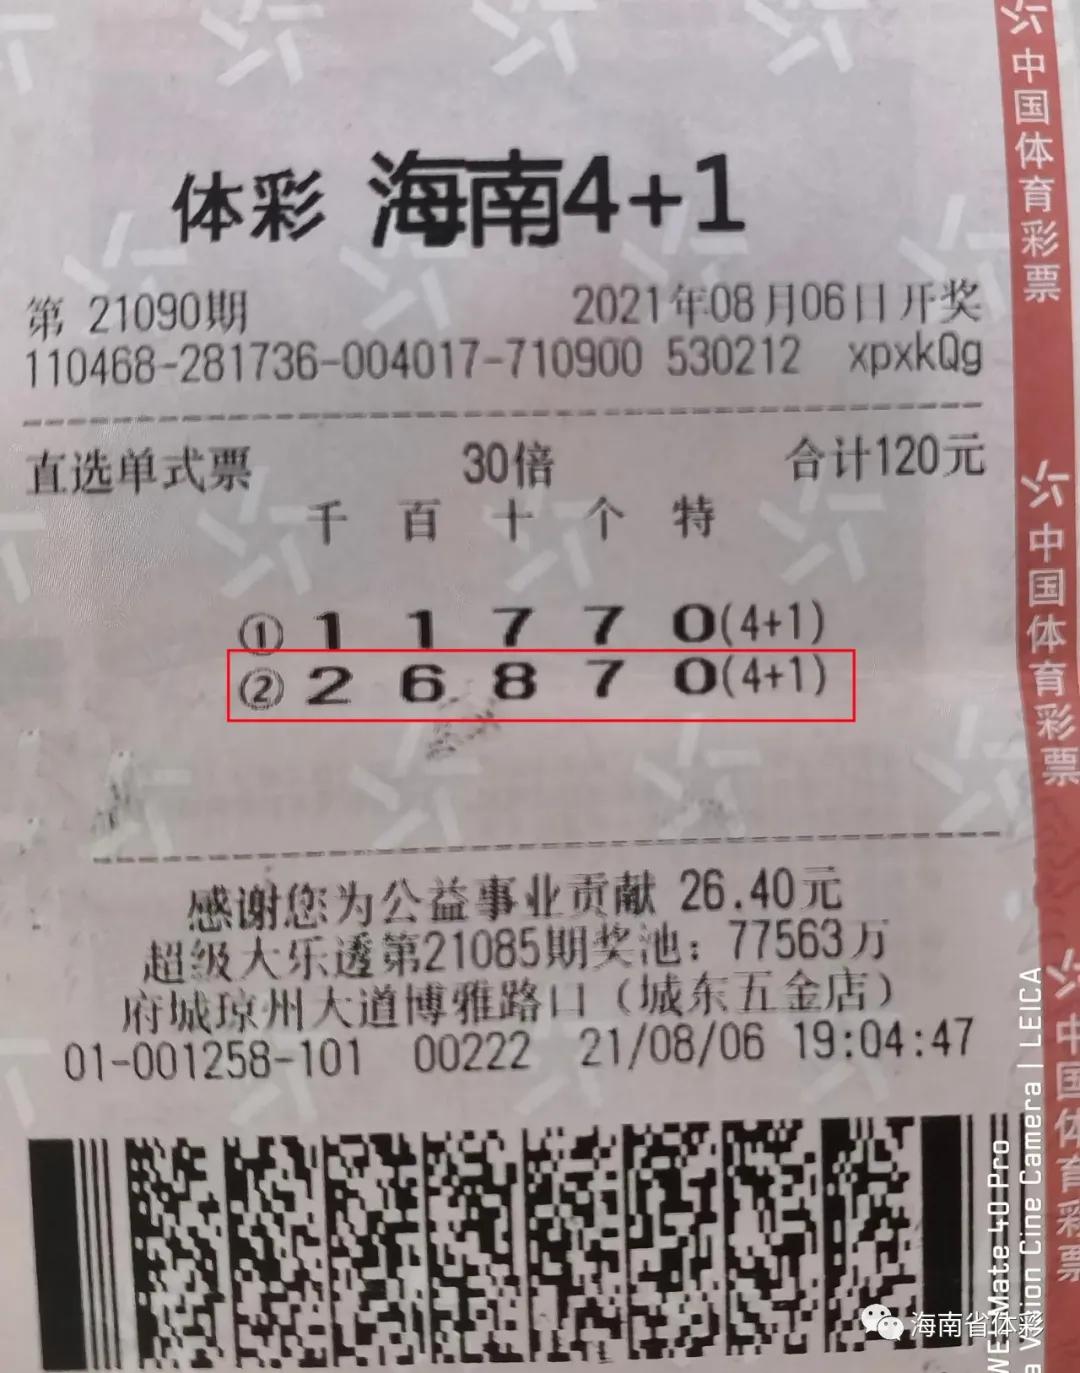 体彩 海南4+1
第 21090期 2021年08月06日开奖
110468-281736-004017-710900 530212 xpxkQg
直选单式票 30倍 合计120元
千 百 十 个 特
① 1 1 7 7 0(4+1)
② 2 6 8 7 0(4+1)
感谢您为公益事业贡献 26.40元
超级大乐透第21085期奖池: 77563万
府城琼州大道博雅路口（城东五金店）
01-001258-101 00222 21/08/06 19:04:47
中国体育彩票
中国体育彩票
中国体育彩票
Mate 40 Pro
Cine Camera | LEICA
海南省体彩